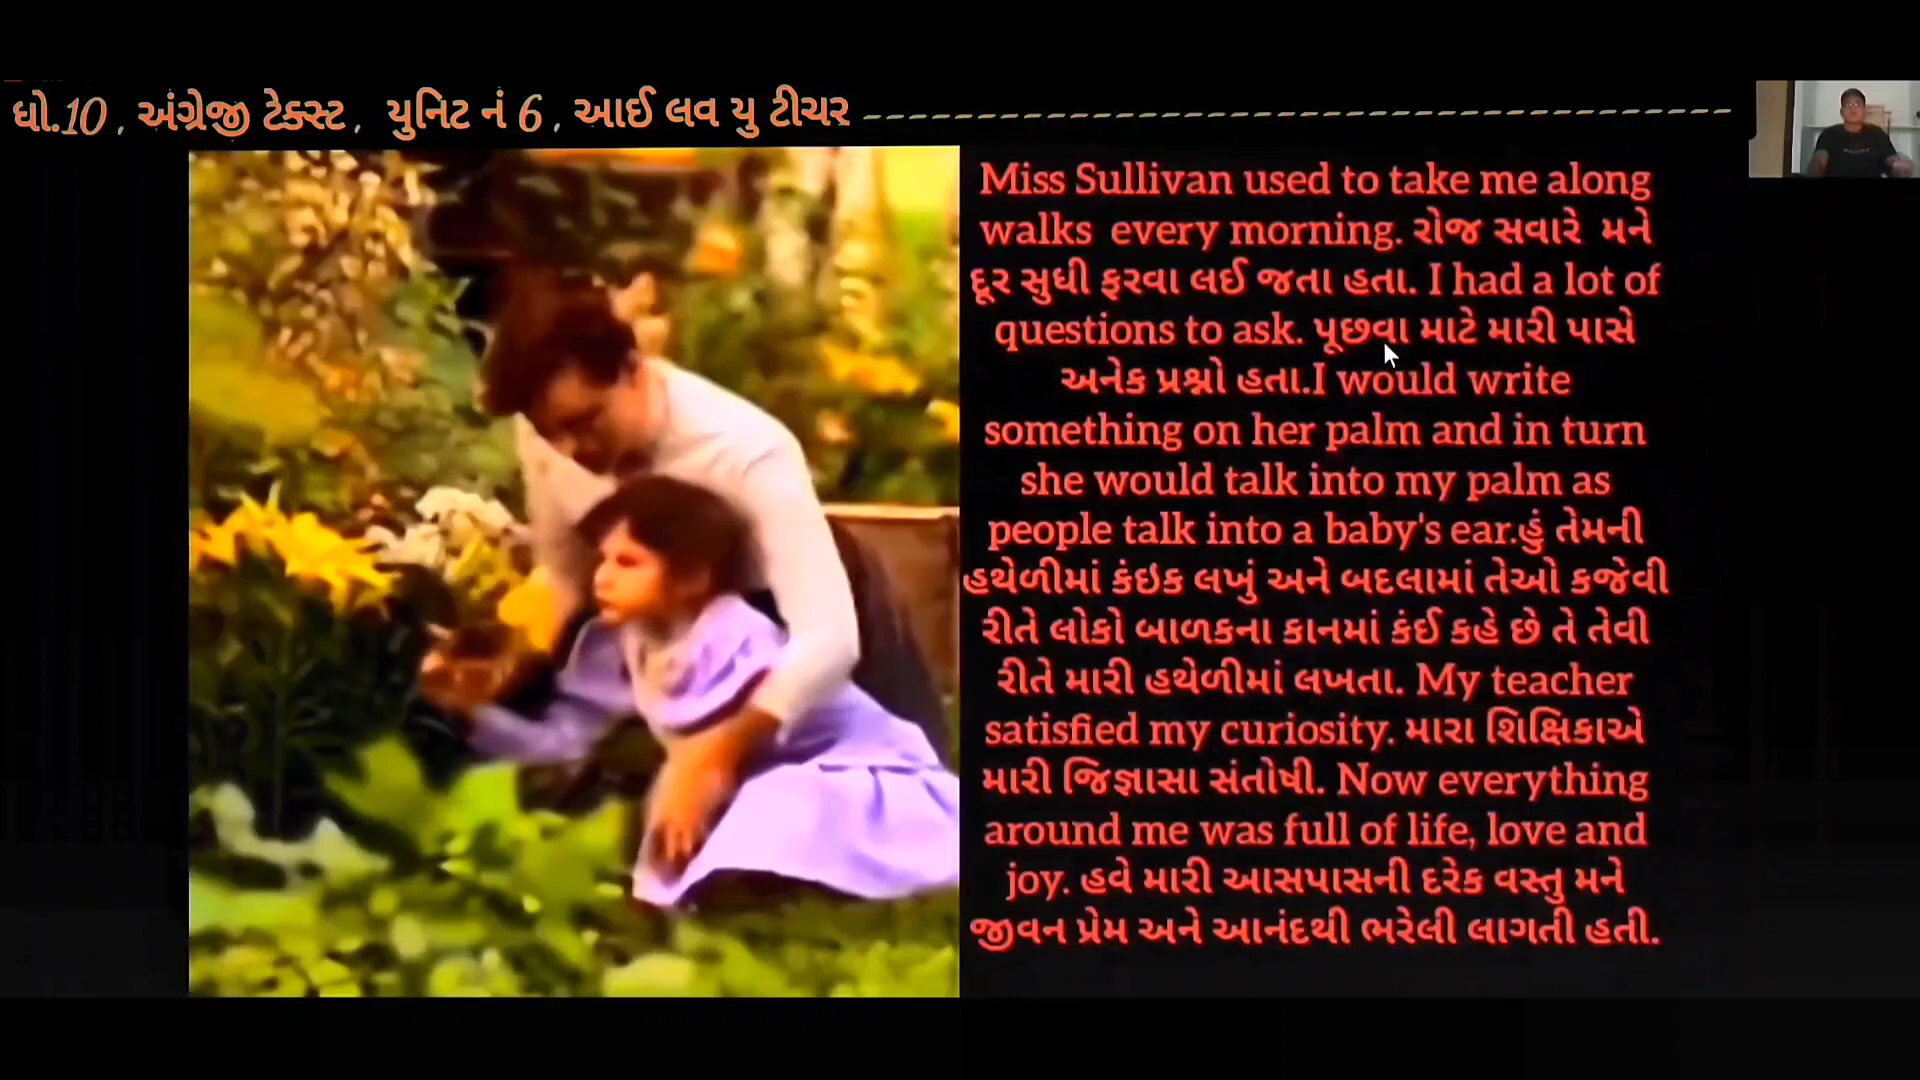 ધો.10 , અંગ્રેજી ટેક્સ્ટ, યુનિટ નં 6 , આઈ લવ યુ ટીચર -------------------------------------
Miss Sullivan used to take me along
walks every morning. રોજ સવારે મને
દૂર સુધી ફરવા લઈ જતા હતા. I had a lot of
questions to ask. પૂછવા માટે મારી પાસે
અનેક પ્રશ્નો હતા.I would write
something on her palm and in turn
she would talk into my palm as
people talk into a baby's ear.હું તેમની
હથેળીમાં કંઇક લખું અને બદલામાં તેઓ કજેવી
રીતે લોકો બાળકના કાનમાં કંઈ કહે છે તે તેવી
રીતે મારી હથેળીમાં લખતા. My teacher
satisfied my curiosity. મારા શિક્ષિકાએ
મારી જિજ્ઞાસા સંતોષી. Now everything
around me was full of life, love and
joy. હવે મારી આસપાસની દરેક વસ્તુ મને
જીવન પ્રેમ અને આનંદથી ભરેલી લાગતી હતી.